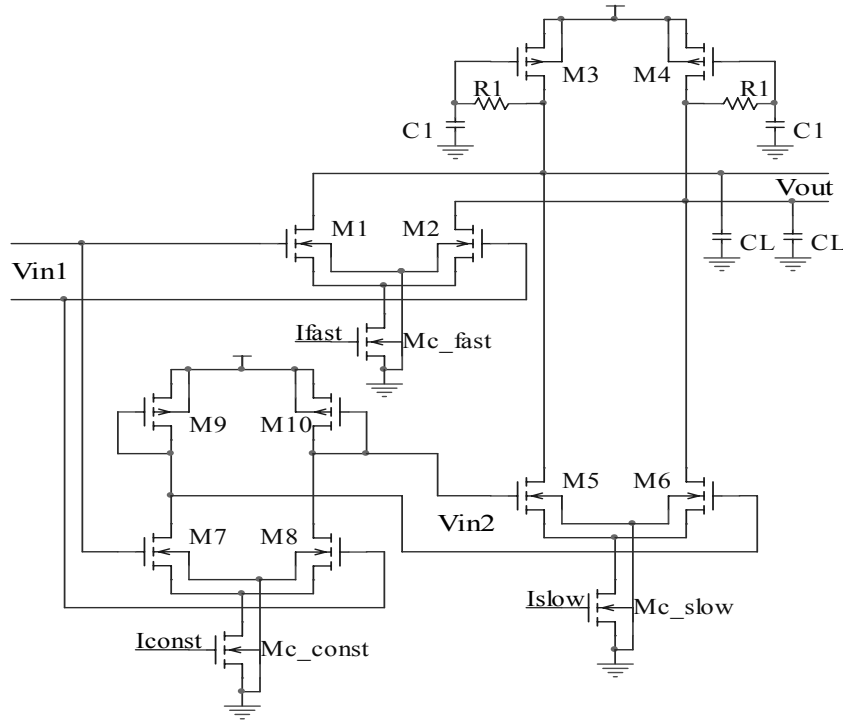 M3
M4
R1
R1
C1
C1
Vout
M1
M2
CL
CL
Vin1
Ifast
Mc_fast
M9
M10
M5
M6
Vin2
M7
M8
Islow
Mc_slow
Iconst
Mc_const